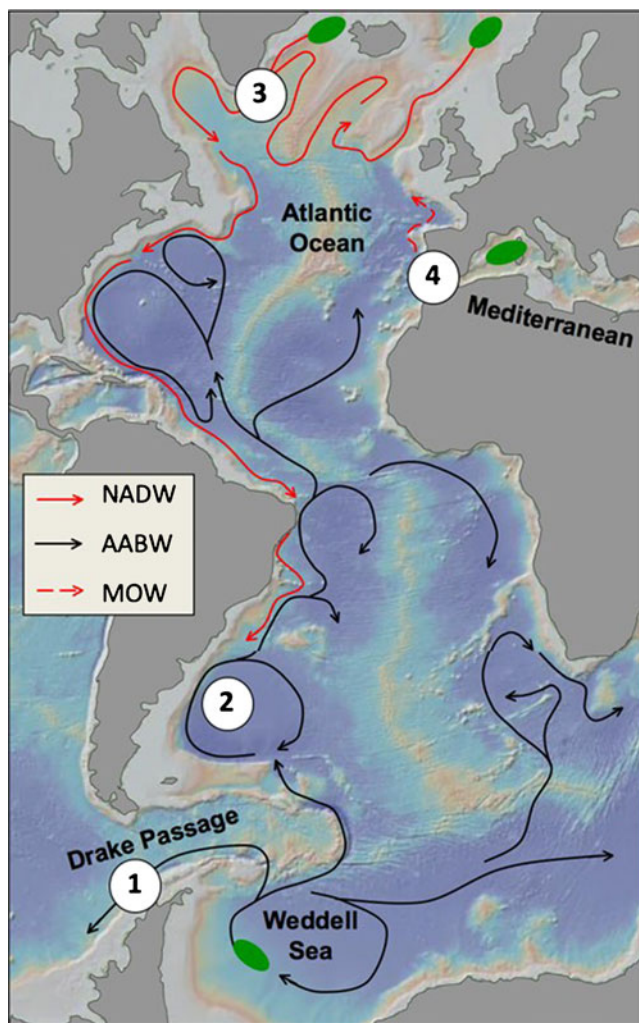 3
Atlantic
Ocean
4
Mediterranean
NADW
AABW
MOW
2
Drake Passage
1
Weddell
Sea